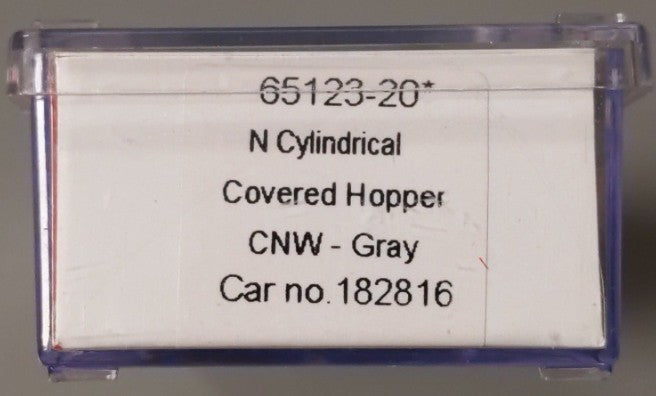 65123-20*
N Cylindrical
Covered Hopper
CNW - Gray
Car no.182816